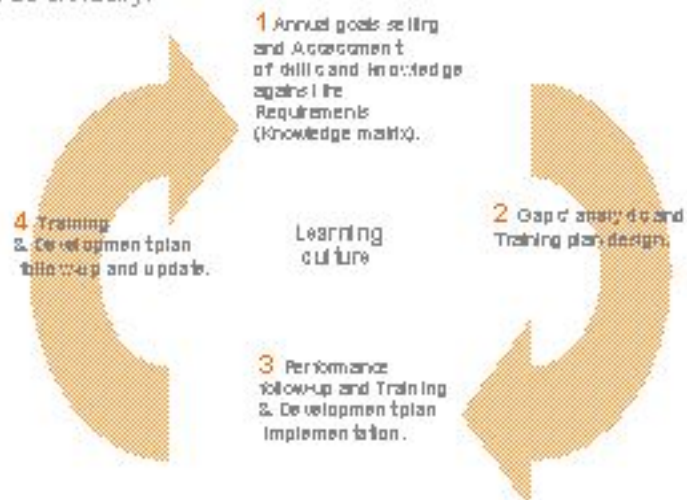 1 Annual goals setting
and Assessment
of skills and knowledge
against the
Requirements
(Knowledge matrix).
2 Gaps' analysis and
Training plan design.
Learning
culture
3 Performance
follow-up and Training
& Development plan
implementation.
4 Training
& Development plan
follow-up and update.